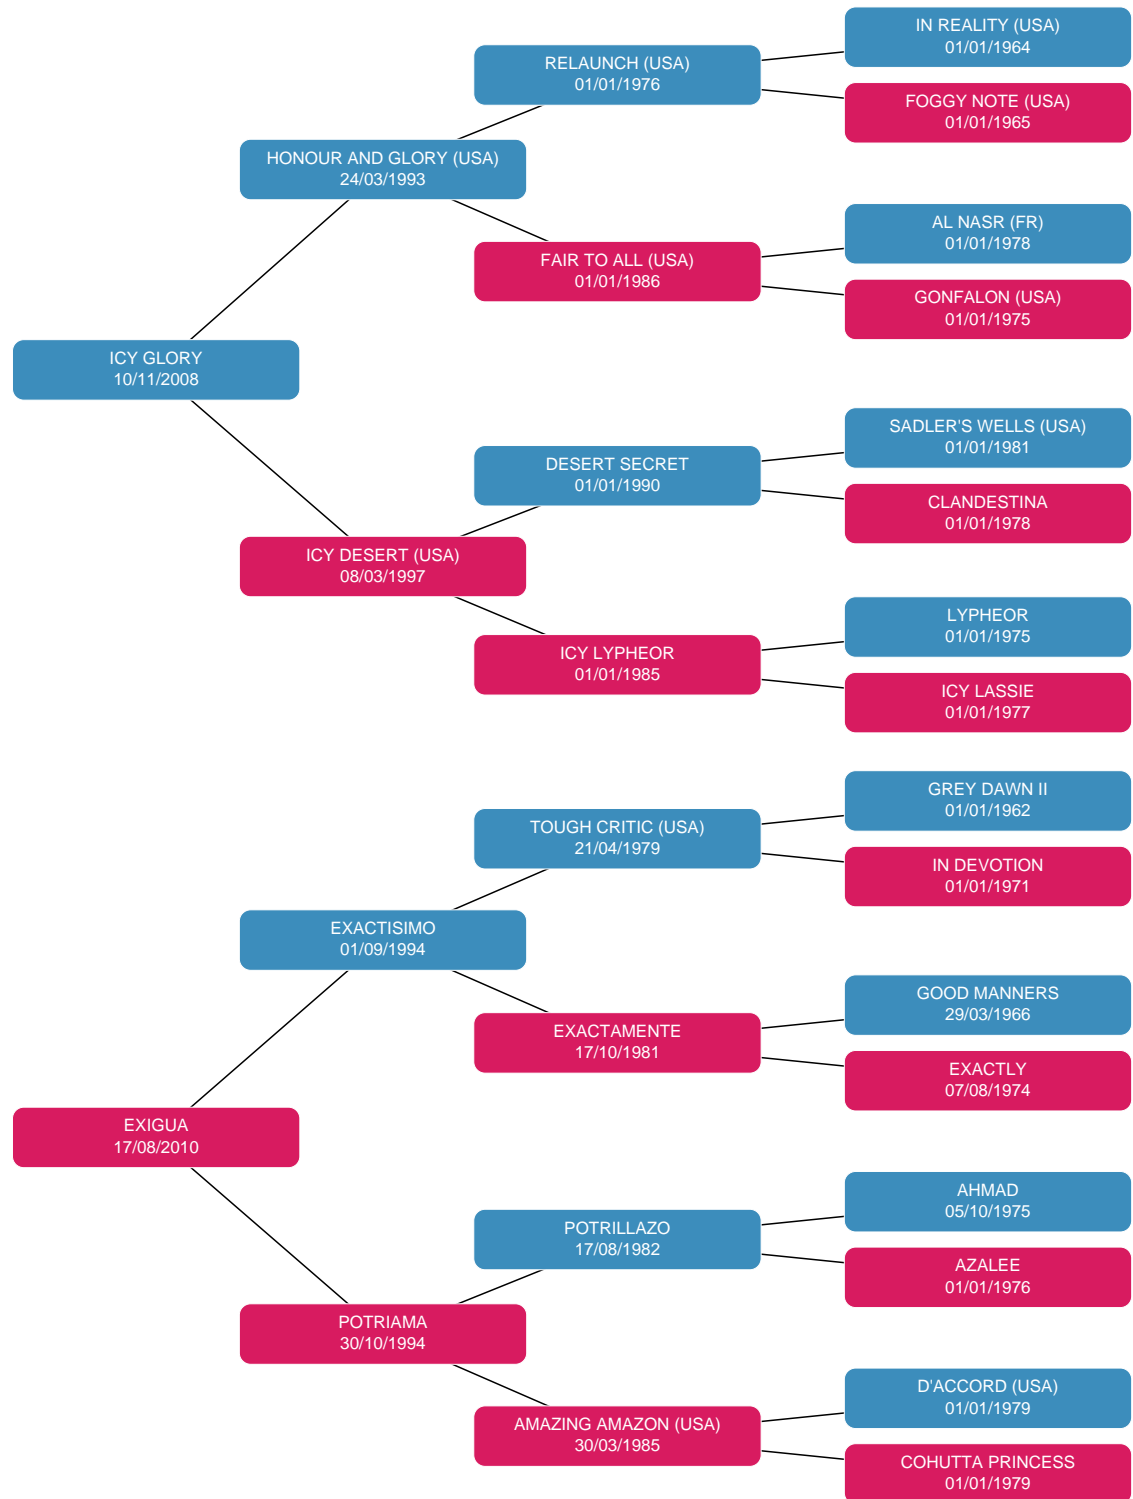 IN REALITY (USA)
01/01/1964
RELAUNCH (USA)
01/01/1976
FOGGY NOTE (USA)
01/01/1965
HONOUR AND GLORY (USA)
24/03/1993
AL NASR (FR)
01/01/1978
FAIR TO ALL (USA)
01/01/1986
GONFALON (USA)
01/01/1975
ICY GLORY
10/11/2008
SADLER'S WELLS (USA)
01/01/1981
DESERT SECRET
01/01/1990
CLANDESTINA
01/01/1978
ICY DESERT (USA)
08/03/1997
LYPHEOR
01/01/1975
ICY LYPHEOR
01/01/1985
ICY LASSIE
01/01/1977
GREY DAWN II
01/01/1962
TOUGH CRITIC (USA)
21/04/1979
IN DEVOTION
01/01/1971
EXACTISIMO
01/09/1994
GOOD MANNERS
29/03/1966
EXACTAMENTE
17/10/1981
EXACTLY
07/08/1974
EXIGUA
17/08/2010
AHMAD
05/10/1975
POTRILLAZO
17/08/1982
AZALEE
01/01/1976
POTRIAMA
30/10/1994
D'ACCORD (USA)
01/01/1979
AMAZING AMAZON (USA)
30/03/1985
COHUTTA PRINCESS
01/01/1979